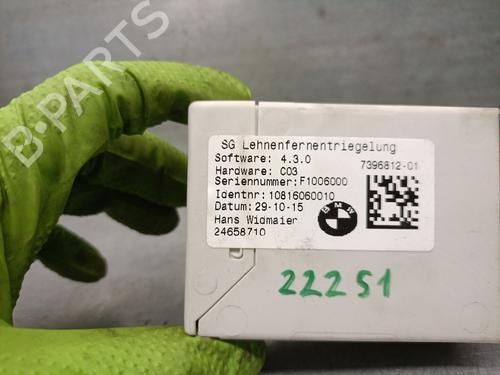 SG Lehnenfernentriegelung
Software: 4.3.0
7396812-01
Hardware: C03
Seriennummer: F1006000
Identnr: 10816060010
Datum: 29-10-15
BMW
Hans Widmaier
24658710
22251
B-PARTS